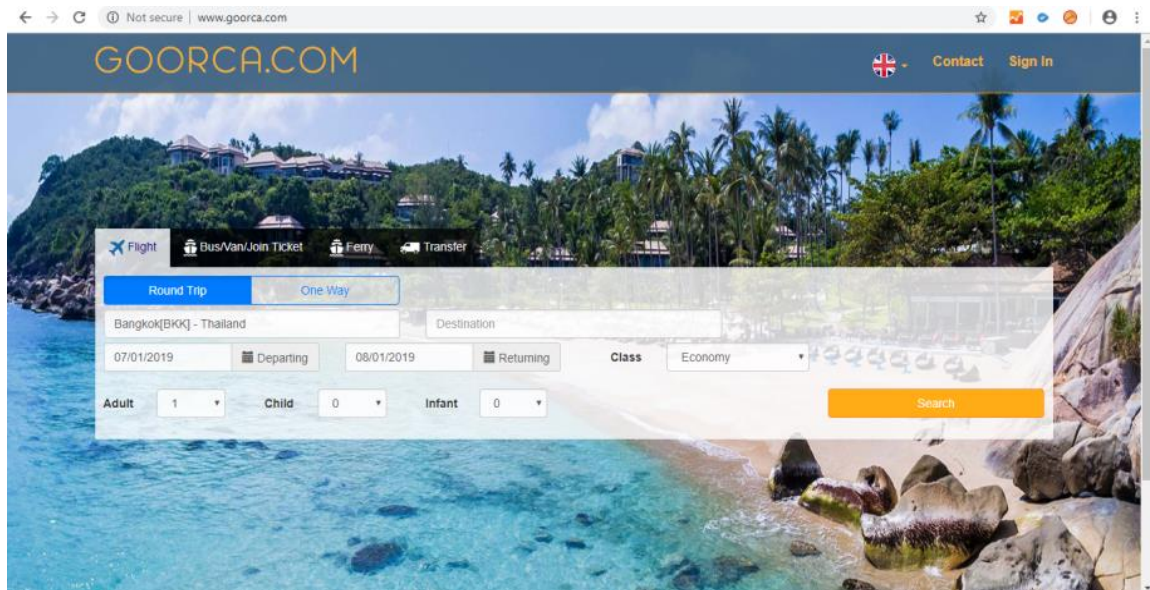 Not secure | www.goorca.com
GOORCA.COM
Contact Sign In
Flight Bus/Van/Join Ticket Ferry Transfer
Round Trip One Way
Bangkok[BKK] - Thailand Destination
07/01/2019 Departing 08/01/2019 Returning Class Economy
Adult 1 Child 0 Infant 0 Search